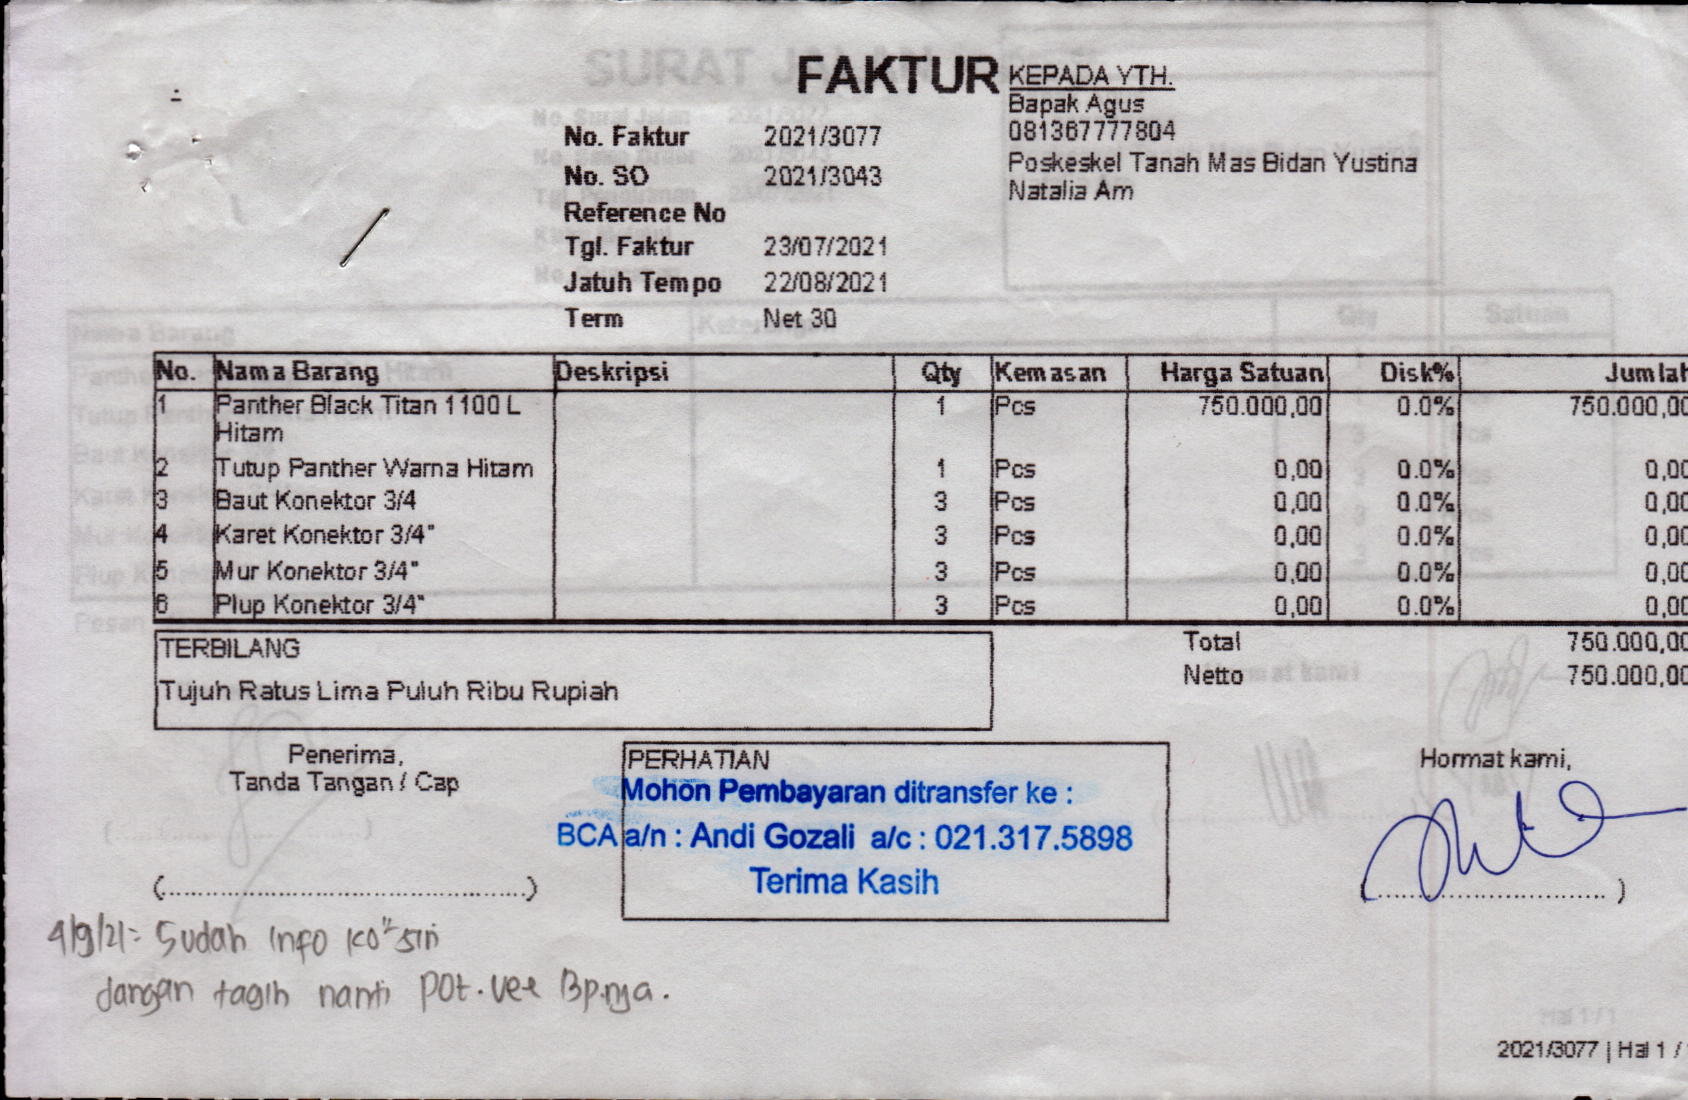 FAKTUR
KEPADA YTH.
Bapak Agus
081367777804
Poskeskel Tanah Mas Bidan Yustina
Natalia Am
No. Faktur 2021/3077
No. SO 2021/3043
Reference No
Tgl. Faktur 23/07/2021
Jatuh Tempo 22/08/2021
Term Net 30
No. Nama Barang Deskripsi Qty Kemasan Harga Satuan Disk% Jumlah
1 Panther Black Titan 1100 L 1 Pcs 750.000,00 0.0% 750.000,00
Hitam
2 Tutup Panther Warna Hitam 1 Pcs 0,00 0.0% 0,00
3 Baut Konektor 3/4 3 Pcs 0,00 0.0% 0,00
4 Karet Konektor 3/4" 3 Pcs 0,00 0.0% 0,00
5 Mur Konektor 3/4" 3 Pcs 0,00 0.0% 0,00
6 Plup Konektor 3/4" 3 Pcs 0,00 0.0% 0,00
TERBILANG
Tujuh Ratus Lima Puluh Ribu Rupiah
Total 750.000,00
Netto 750.000,00
Penerima,
Tanda Tangan / Cap
(............................................)
PERHATIAN
Mohon Pembayaran ditransfer ke :
BCA a/n : Andi Gozali a/c : 021.317.5898
Terima Kasih
Hormat kami,
(............................)
4/9/21= Sudah Info ko"
jangan tagih nanti pot.
2021/3077 | Hal 1 /